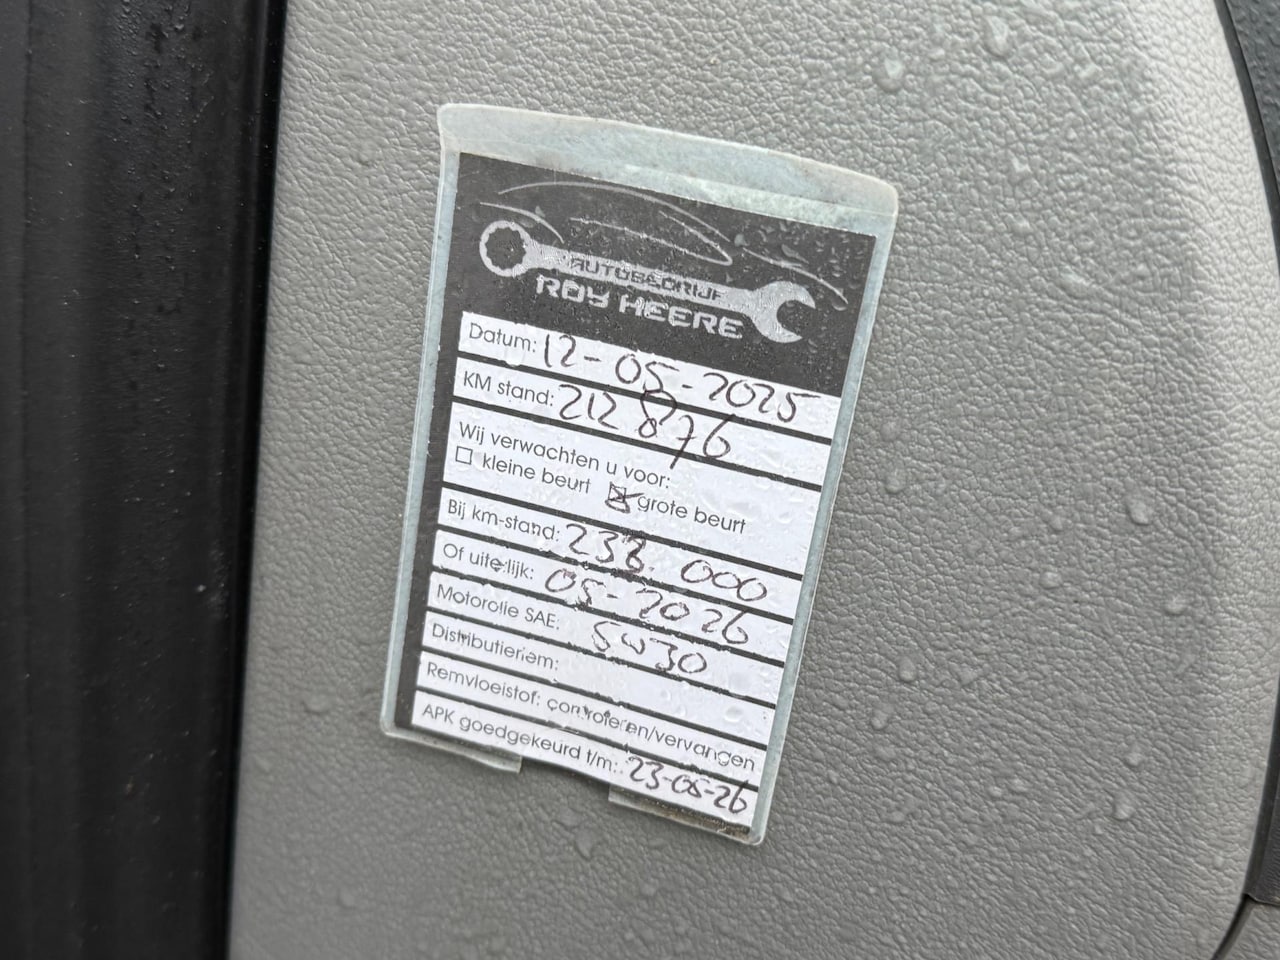 AUTOBEDRIJF
ROY HEERE
Datum: 12-05-2025
KM stand: 212876
Wij verwachten u voor:
☐ kleine beurt ☒ grote beurt
Bij km-stand: 233.000
Of uiterlijk: 05-2026
Motorolie SAE: 5W30
Distributieriem:
Remvloeistof: controleren/vervangen
APK goedgekeurd t/m: 23-05-26